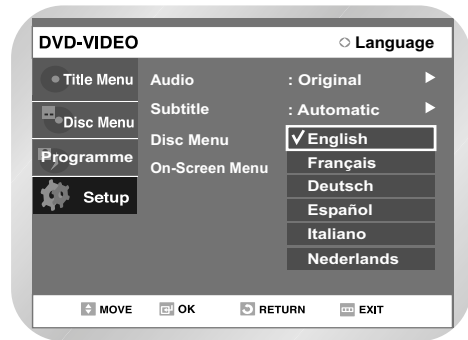 DVD-VIDEO Language
Title Menu Audio : Original
Disc Menu Subtitle : Automatic
Programme Disc Menu ✓ English
Setup On-Screen Menu Français
Deutsch
Español
Italiano
Nederlands
MOVE OK RETURN EXIT